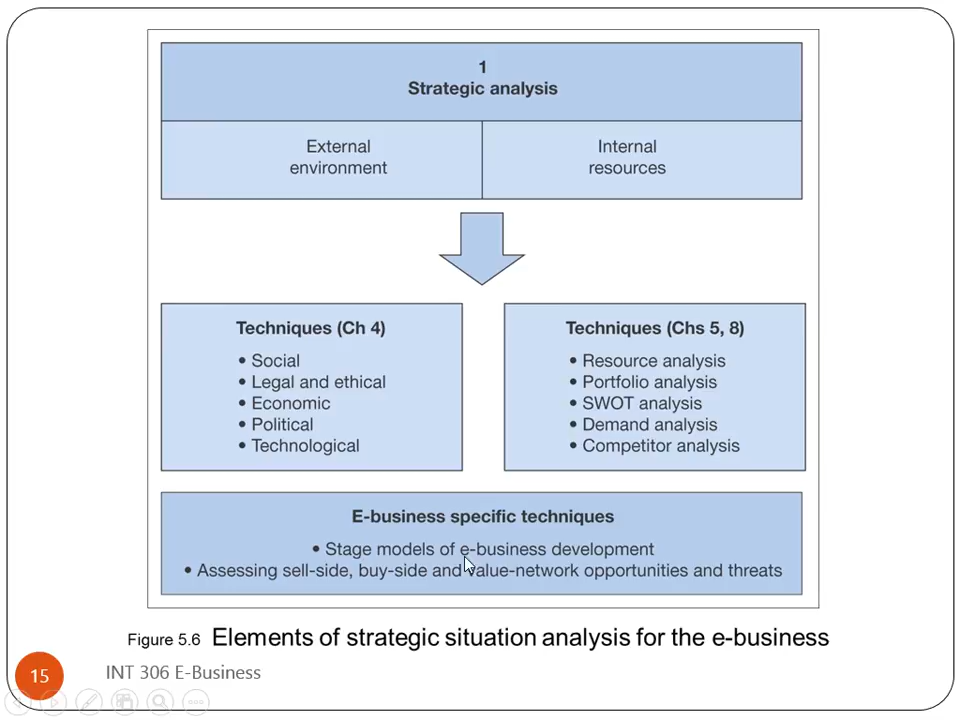 1
Strategic analysis
External
environment
Internal
resources
Techniques (Ch 4)
• Social
• Legal and ethical
• Economic
• Political
• Technological
Techniques (Chs 5, 8)
• Resource analysis
• Portfolio analysis
• SWOT analysis
• Demand analysis
• Competitor analysis
E-business specific techniques
• Stage models of e-business development
• Assessing sell-side, buy-side and value-network opportunities and threats
Figure 5.6 Elements of strategic situation analysis for the e-business
15 INT 306 E-Business